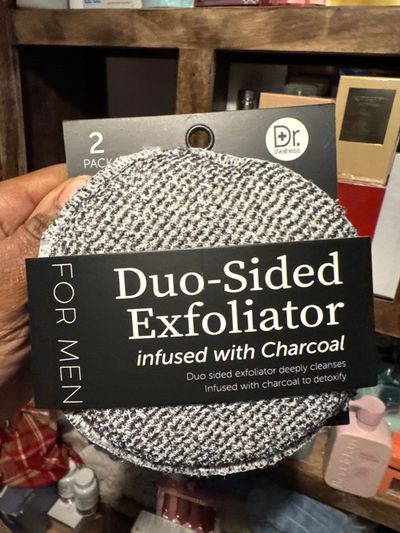 2
PACK
Dr.
Wellness
FOR MEN
Duo-Sided
Exfoliator
infused with Charcoal
Duo sided exfoliator deeply cleanses
Infused with charcoal to detoxify